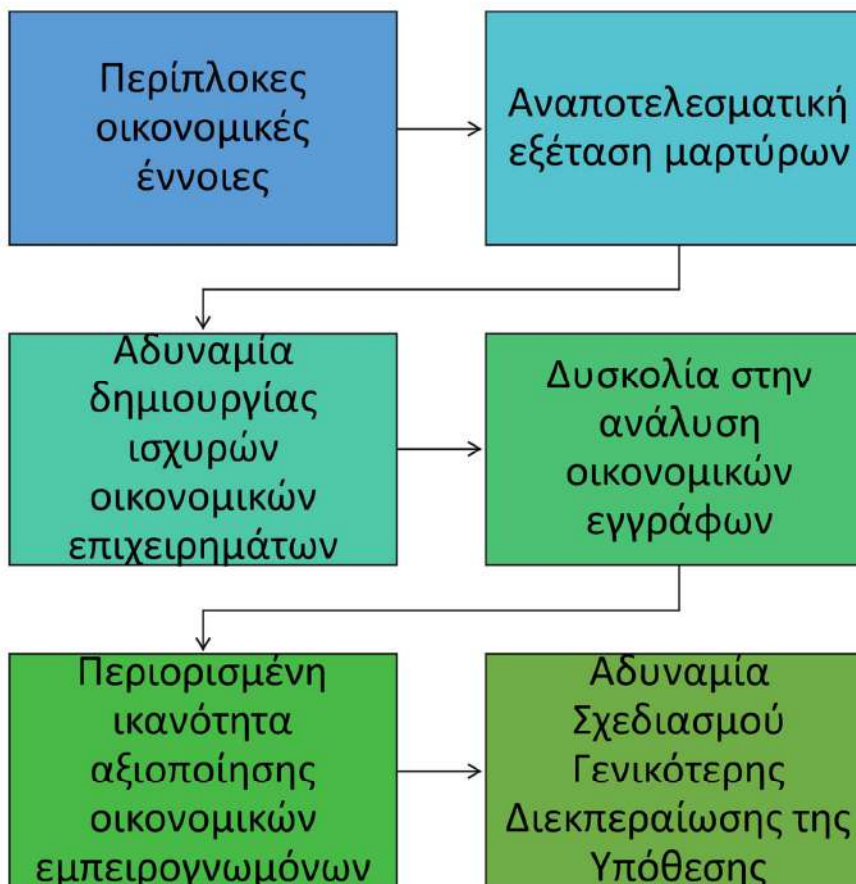 Περίπλοκες
οικονομικές
έννοιες
Αναποτελεσματική
εξέταση μαρτύρων
Αδυναμία
δημιουργίας
ισχυρών
οικονομικών
επιχειρημάτων
Δυσκολία στην
ανάλυση
οικονομικών
εγγράφων
Περιορισμένη
ικανότητα
αξιοποίησης
οικονομικών
εμπειρογνωμόνων
Αδυναμία
Σχεδιασμού
Γενικότερης
Διεκπεραίωσης της
Υπόθεσης